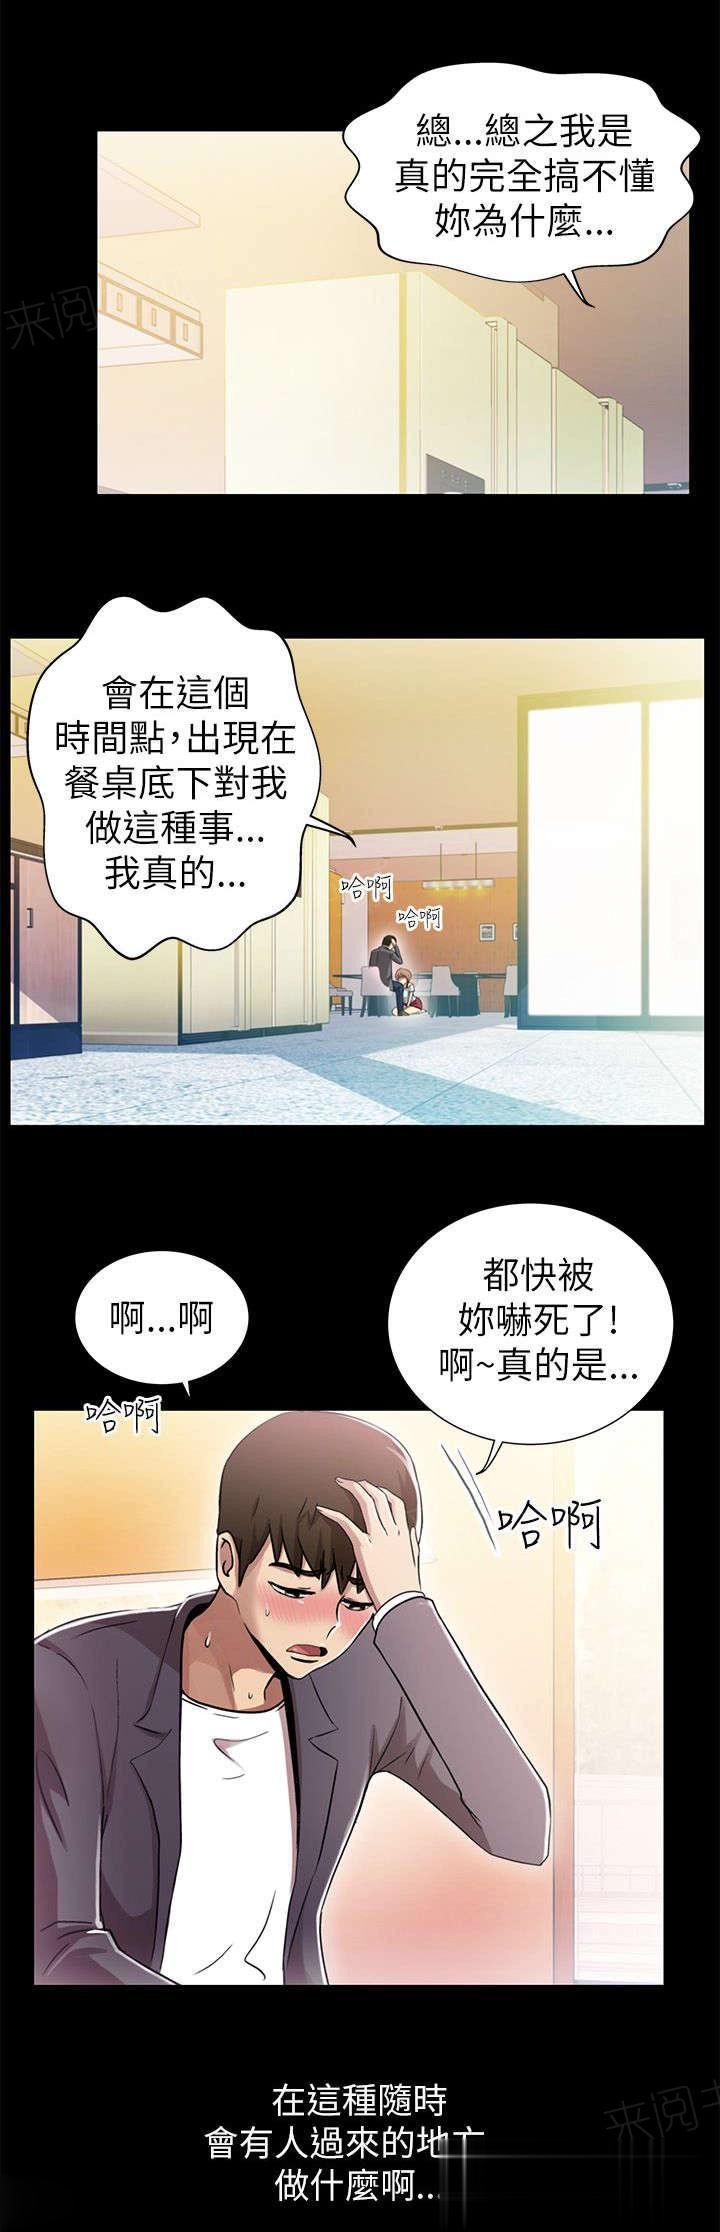 總...總之我是
真的完全搞不懂
妳為什麼...
來阅
會在這個
時間點，出現在
餐桌底下對我
做這種事...
我真的...
哈啊
哈啊
都快被
妳嚇死了!
啊~真的是...
啊...啊
哈啊
哈啊
在這種隨時
會有人過來的地方
做什麼啊...